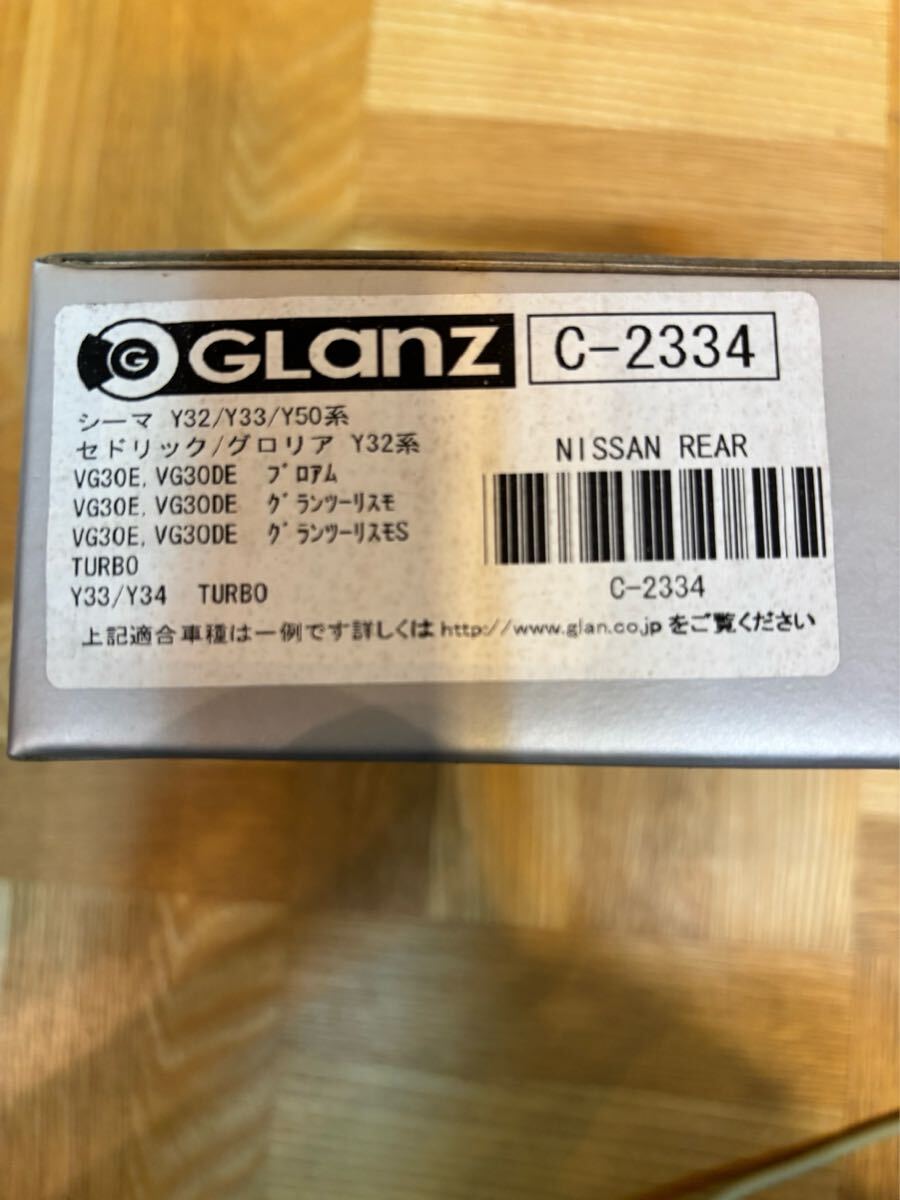 G GLanz C-2334
シーマ Y32/Y33/Y50系
セドリック/グロリア Y32系
VG30E, VG30DE ブロアム
VG30E, VG30DE グランツーリスモ
VG30E, VG30DE グランツーリスモS
TURBO
Y33/Y34 TURBO
NISSAN REAR
C-2334
上記適合車種は一例です詳しくは http://www.glan.co.jp をご覧ください